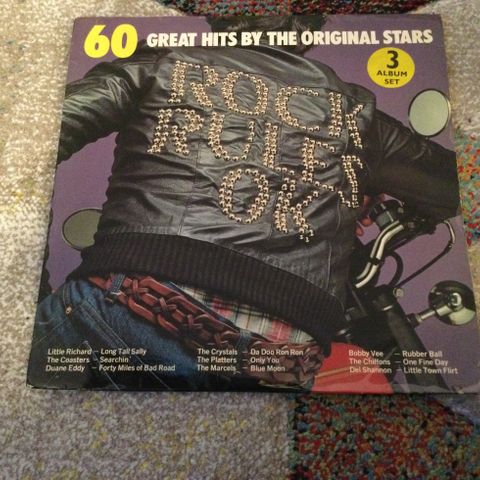 60 GREAT HITS BY THE ORIGINAL STARS
3
ALBUM
SET
ROCK
RULES
OK
Little Richard – Long Tall Sally
The Coasters – Searchin'
Duane Eddy – Forty Miles of Bad Road
The Crystals – Da Doo Ron Ron
The Platters – Only You
The Marcels – Blue Moon
Bobby Vee – Rubber Ball
The Chiffons – One Fine Day
Del Shannon – Little Town Flirt